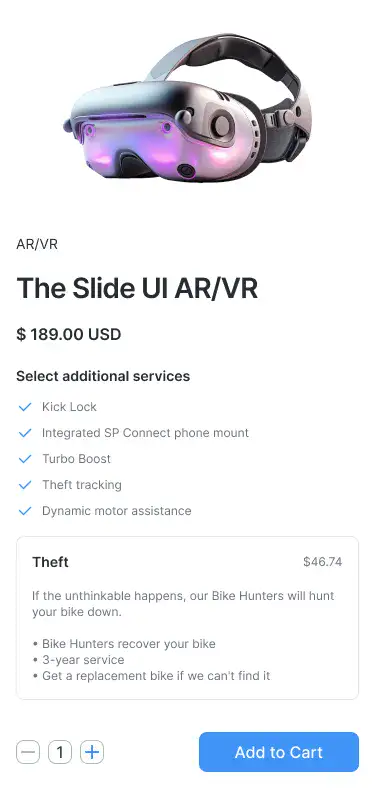 AR/VR
The Slide UI AR/VR
$ 189.00 USD
Select additional services
Kick Lock
Integrated SP Connect phone mount
Turbo Boost
Theft tracking
Dynamic motor assistance
Theft $46.74
If the unthinkable happens, our Bike Hunters will hunt
your bike down.
• Bike Hunters recover your bike
• 3-year service
• Get a replacement bike if we can't find it
1 Add to Cart